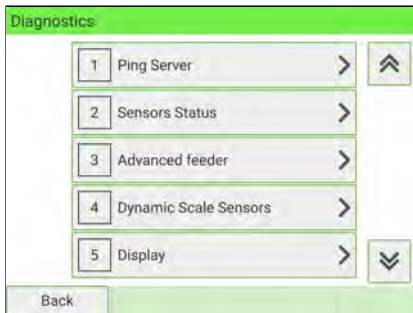 Diagnostics
1 Ping Server
2 Sensors Status
3 Advanced feeder
4 Dynamic Scale Sensors
5 Display
Back